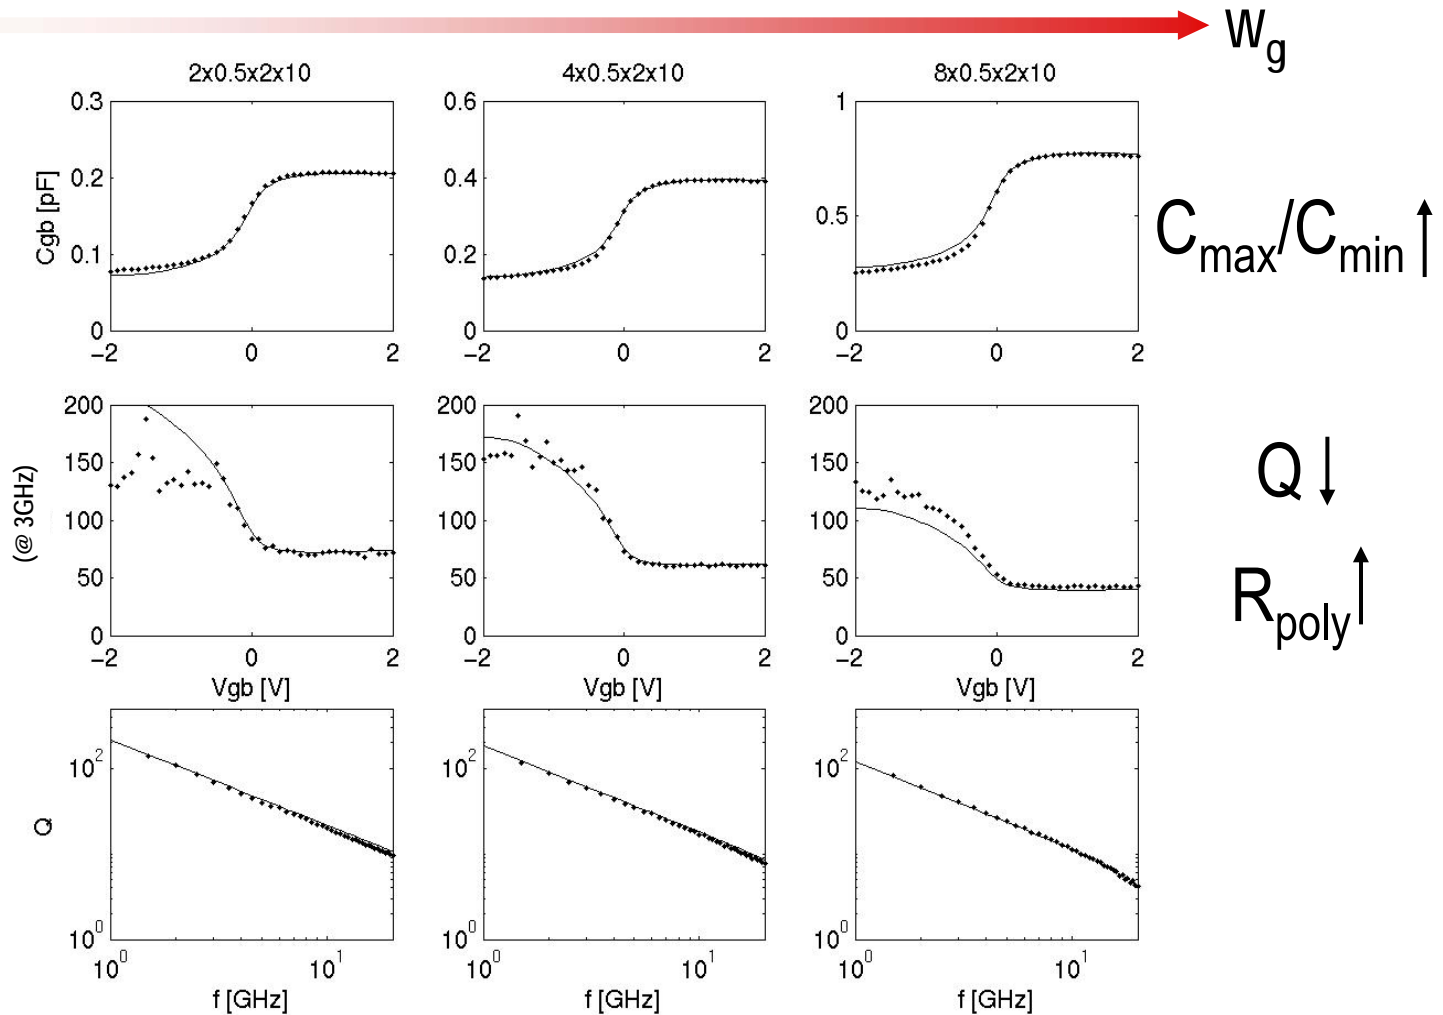 W_g
2x0.5x2x10 4x0.5x2x10 8x0.5x2x10
Cgb [pF]
0.3
0.2
0.1
0
−2 0 2
0.6
0.4
0.2
0
−2 0 2
1
0.5
0
−2 0 2
C_max/C_min ↑
(@ 3GHz)
200
150
100
50
0
−2 0 2
Vgb [V]
200
150
100
50
0
−2 0 2
Vgb [V]
200
150
100
50
0
−2 0 2
Vgb [V]
Q ↓
R_poly ↑
Q
10^2
10^0
10^0 10^1
f [GHz]
10^2
10^0
10^0 10^1
f [GHz]
10^2
10^0
10^0 10^1
f [GHz]